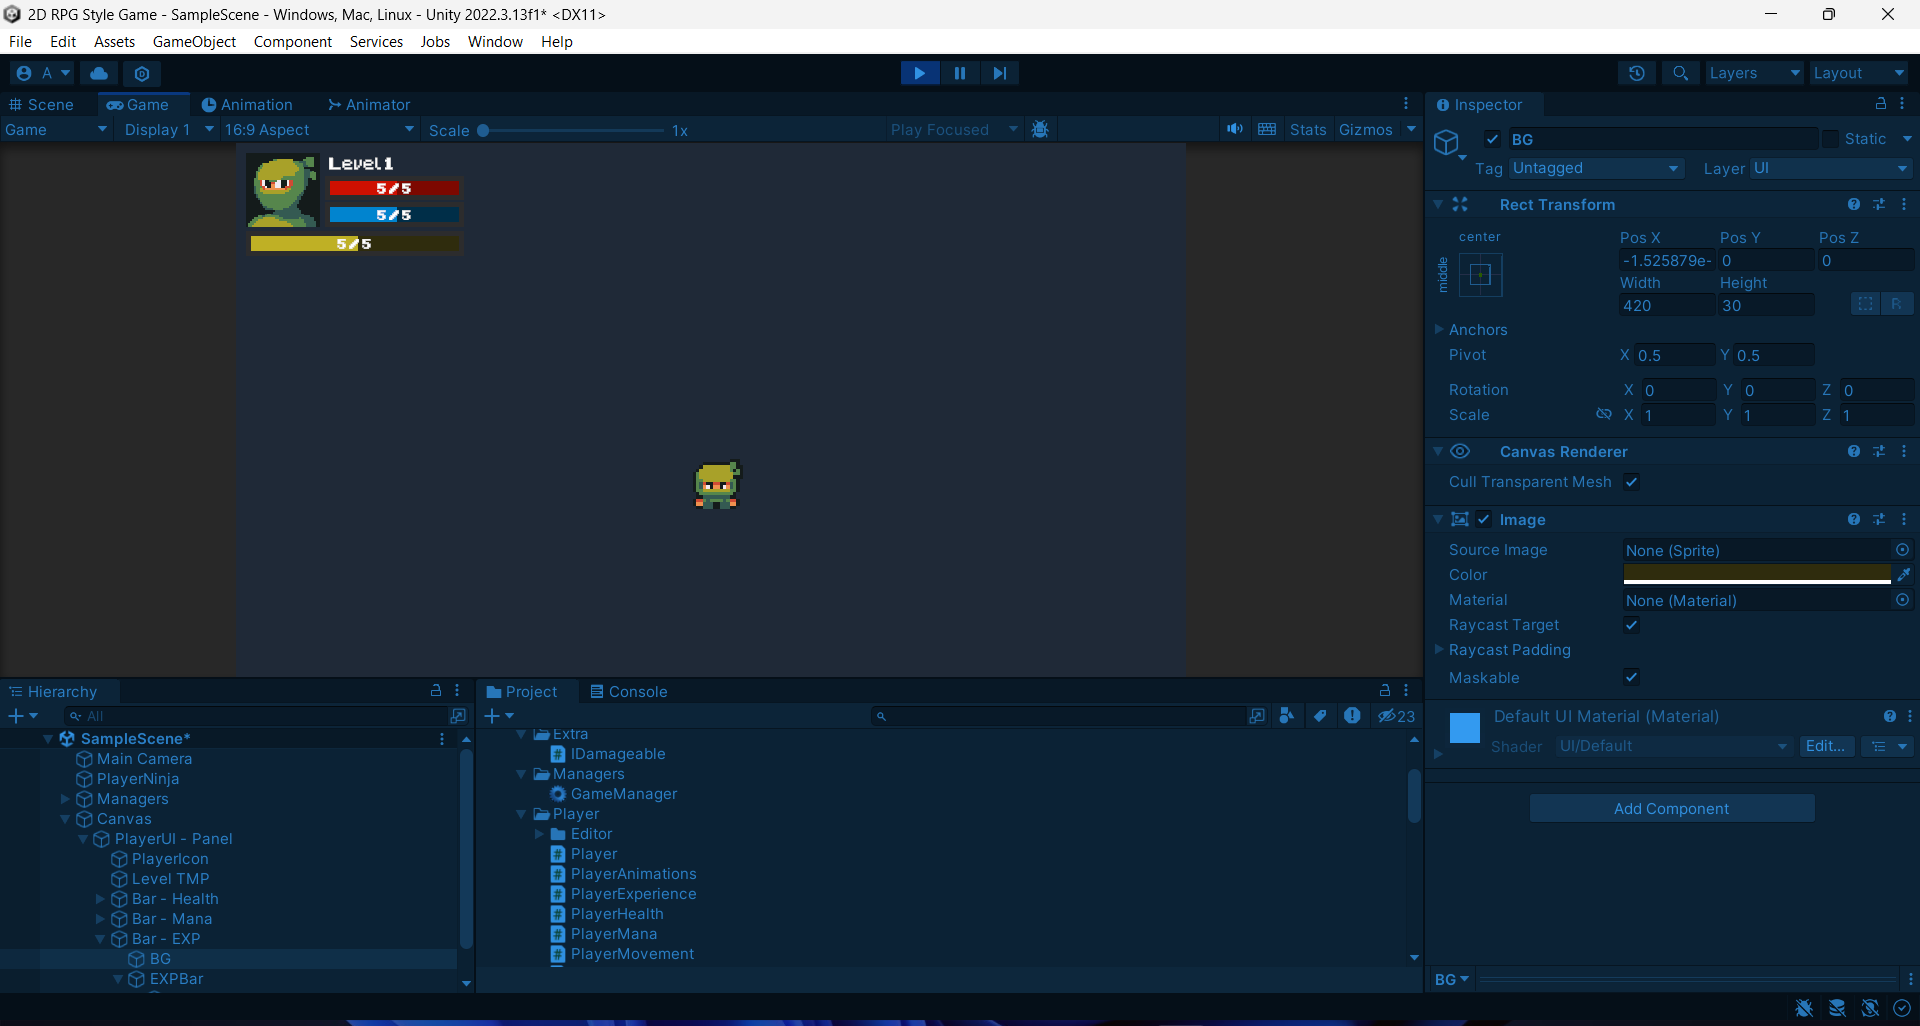 2D RPG Style Game - SampleScene - Windows, Mac, Linux - Unity 2022.3.13f1* <DX11>
File Edit Assets GameObject Component Services Jobs Window Help
A Layers Layout
Scene Game Animation Animator
Game Display 1 16:9 Aspect Scale 1x Play Focused Stats Gizmos
Level1
5/5
5/5
5/5
Inspector
BG Static
Tag Untagged Layer UI
Rect Transform
center
middle
Pos X Pos Y Pos Z
-1.525879e- 0 0
Width Height
420 30 R
Anchors
Pivot X 0.5 Y 0.5
Rotation X 0 Y 0 Z 0
Scale X 1 Y 1 Z 1
Canvas Renderer
Cull Transparent Mesh
Image
Source Image None (Sprite)
Color
Material None (Material)
Raycast Target
Raycast Padding
Maskable
Default UI Material (Material)
Shader UI/Default Edit...
Add Component
BG
Hierarchy
All
SampleScene*
Main Camera
PlayerNinja
Managers
Canvas
PlayerUI - Panel
PlayerIcon
Level TMP
Bar - Health
Bar - Mana
Bar - EXP
BG
EXPBar
Project Console
23
Extra
IDamageable
Managers
GameManager
Player
Editor
Player
PlayerAnimations
PlayerExperience
PlayerHealth
PlayerMana
PlayerMovement